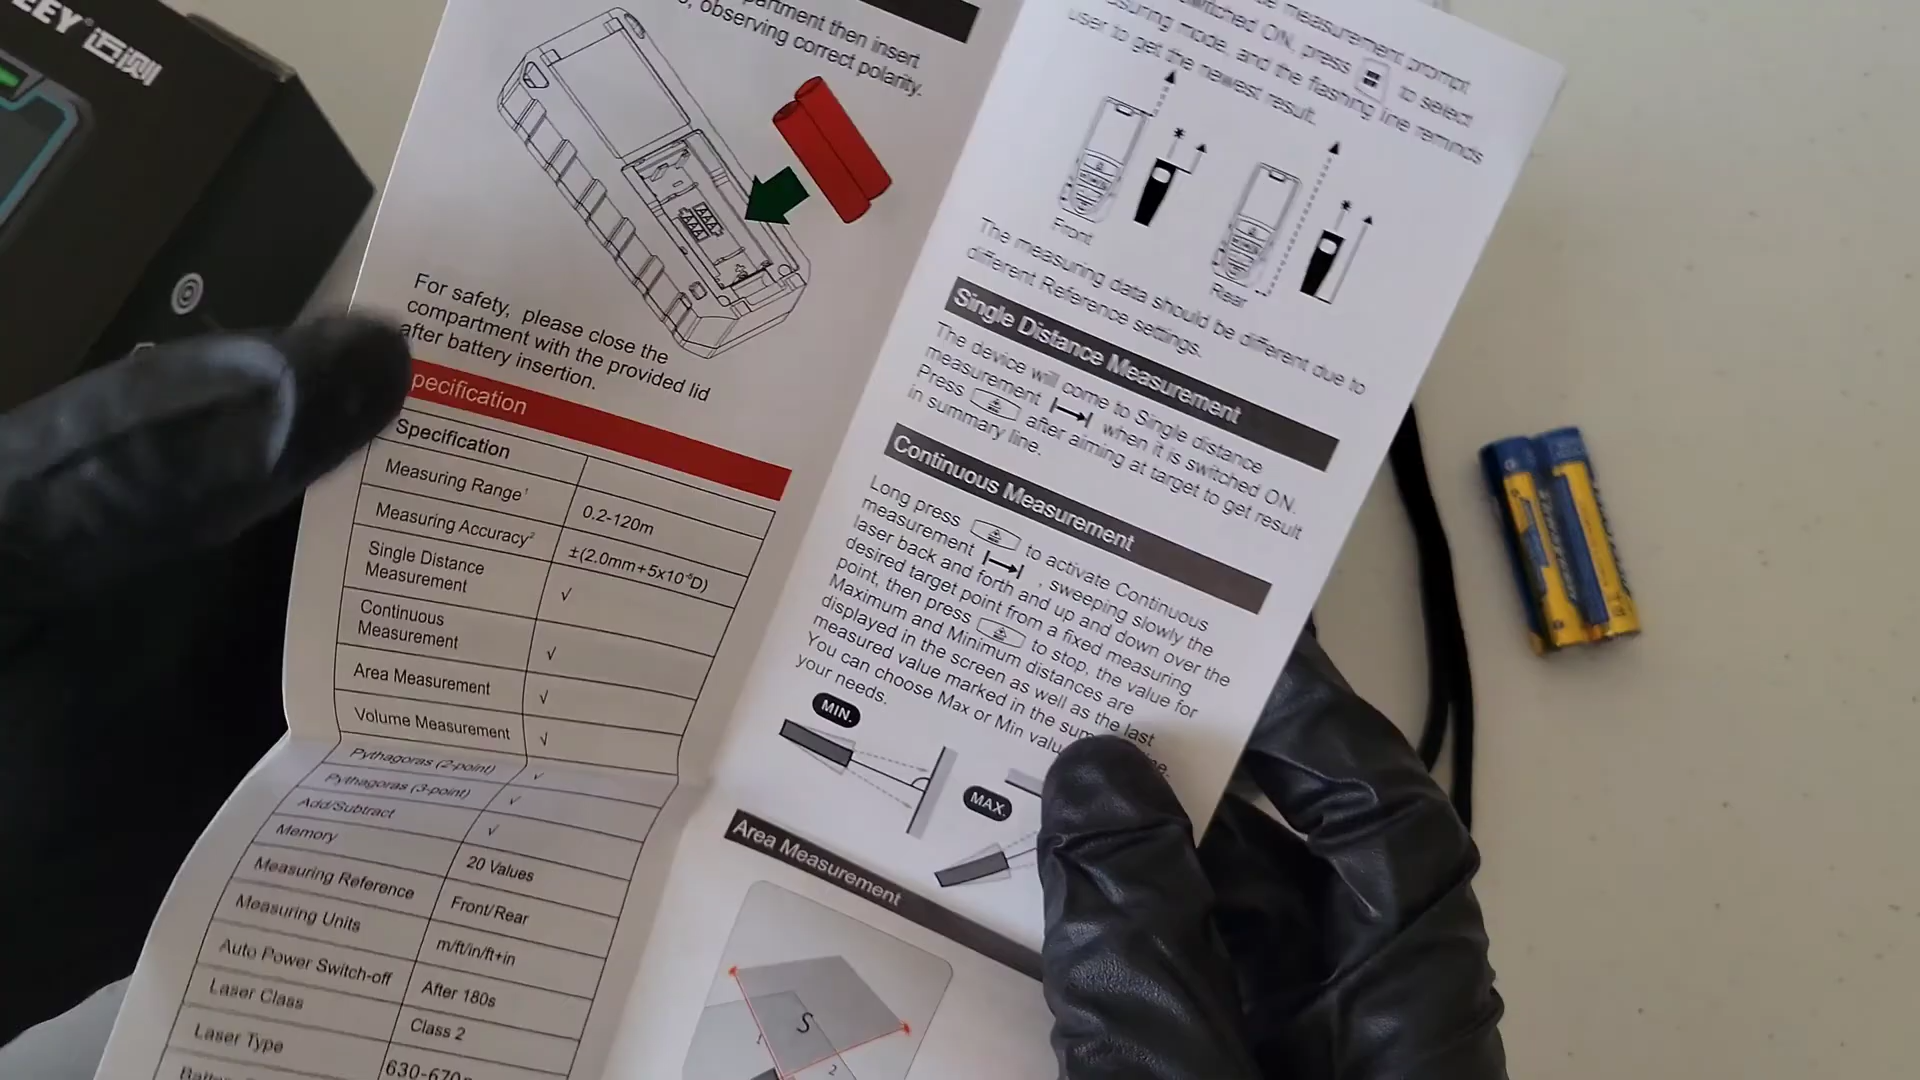 EEY 迈测
partment then insert
, observing correct polarity.
AAA
AAA
For safety, please close the
compartment with the provided lid
after battery insertion.
pecification
Specification
Measuring Range¹ 0.2-120m
Measuring Accuracy² ±(2.0mm+5x10⁻⁵D)
Single Distance
Measurement √
Continuous
Measurement √
Area Measurement √
Volume Measurement √
Pythagoras (2-point) √
Pythagoras (3-point) √
Add/Subtract √
Memory 20 Values
Measuring Reference Front/Rear
Measuring Units m/ft/in/ft+in
Auto Power Switch-off After 180s
Laser Class Class 2
Laser Type 630-670
measurement prompt
switched ON, press to select
suring mode, and the flashing line reminds
user to get the newest result.
Front
Rear
The measuring data should be different due to
different Reference settings.
Single Distance Measurement
The device will come to Single distance
measurement when it is switched ON.
Press after aiming at target to get result
in summary line.
Continuous Measurement
Long press to activate Continuous
measurement , sweeping slowly the
laser back and forth and up and down over the
desired target point from a fixed measuring
point, then press to stop, the value for
Maximum and Minimum distances are
displayed in the screen as well as the last
measured value marked in the sum
You can choose Max or Min valu
your needs.
MIN.
MAX.
Area Measurement
S
1
2